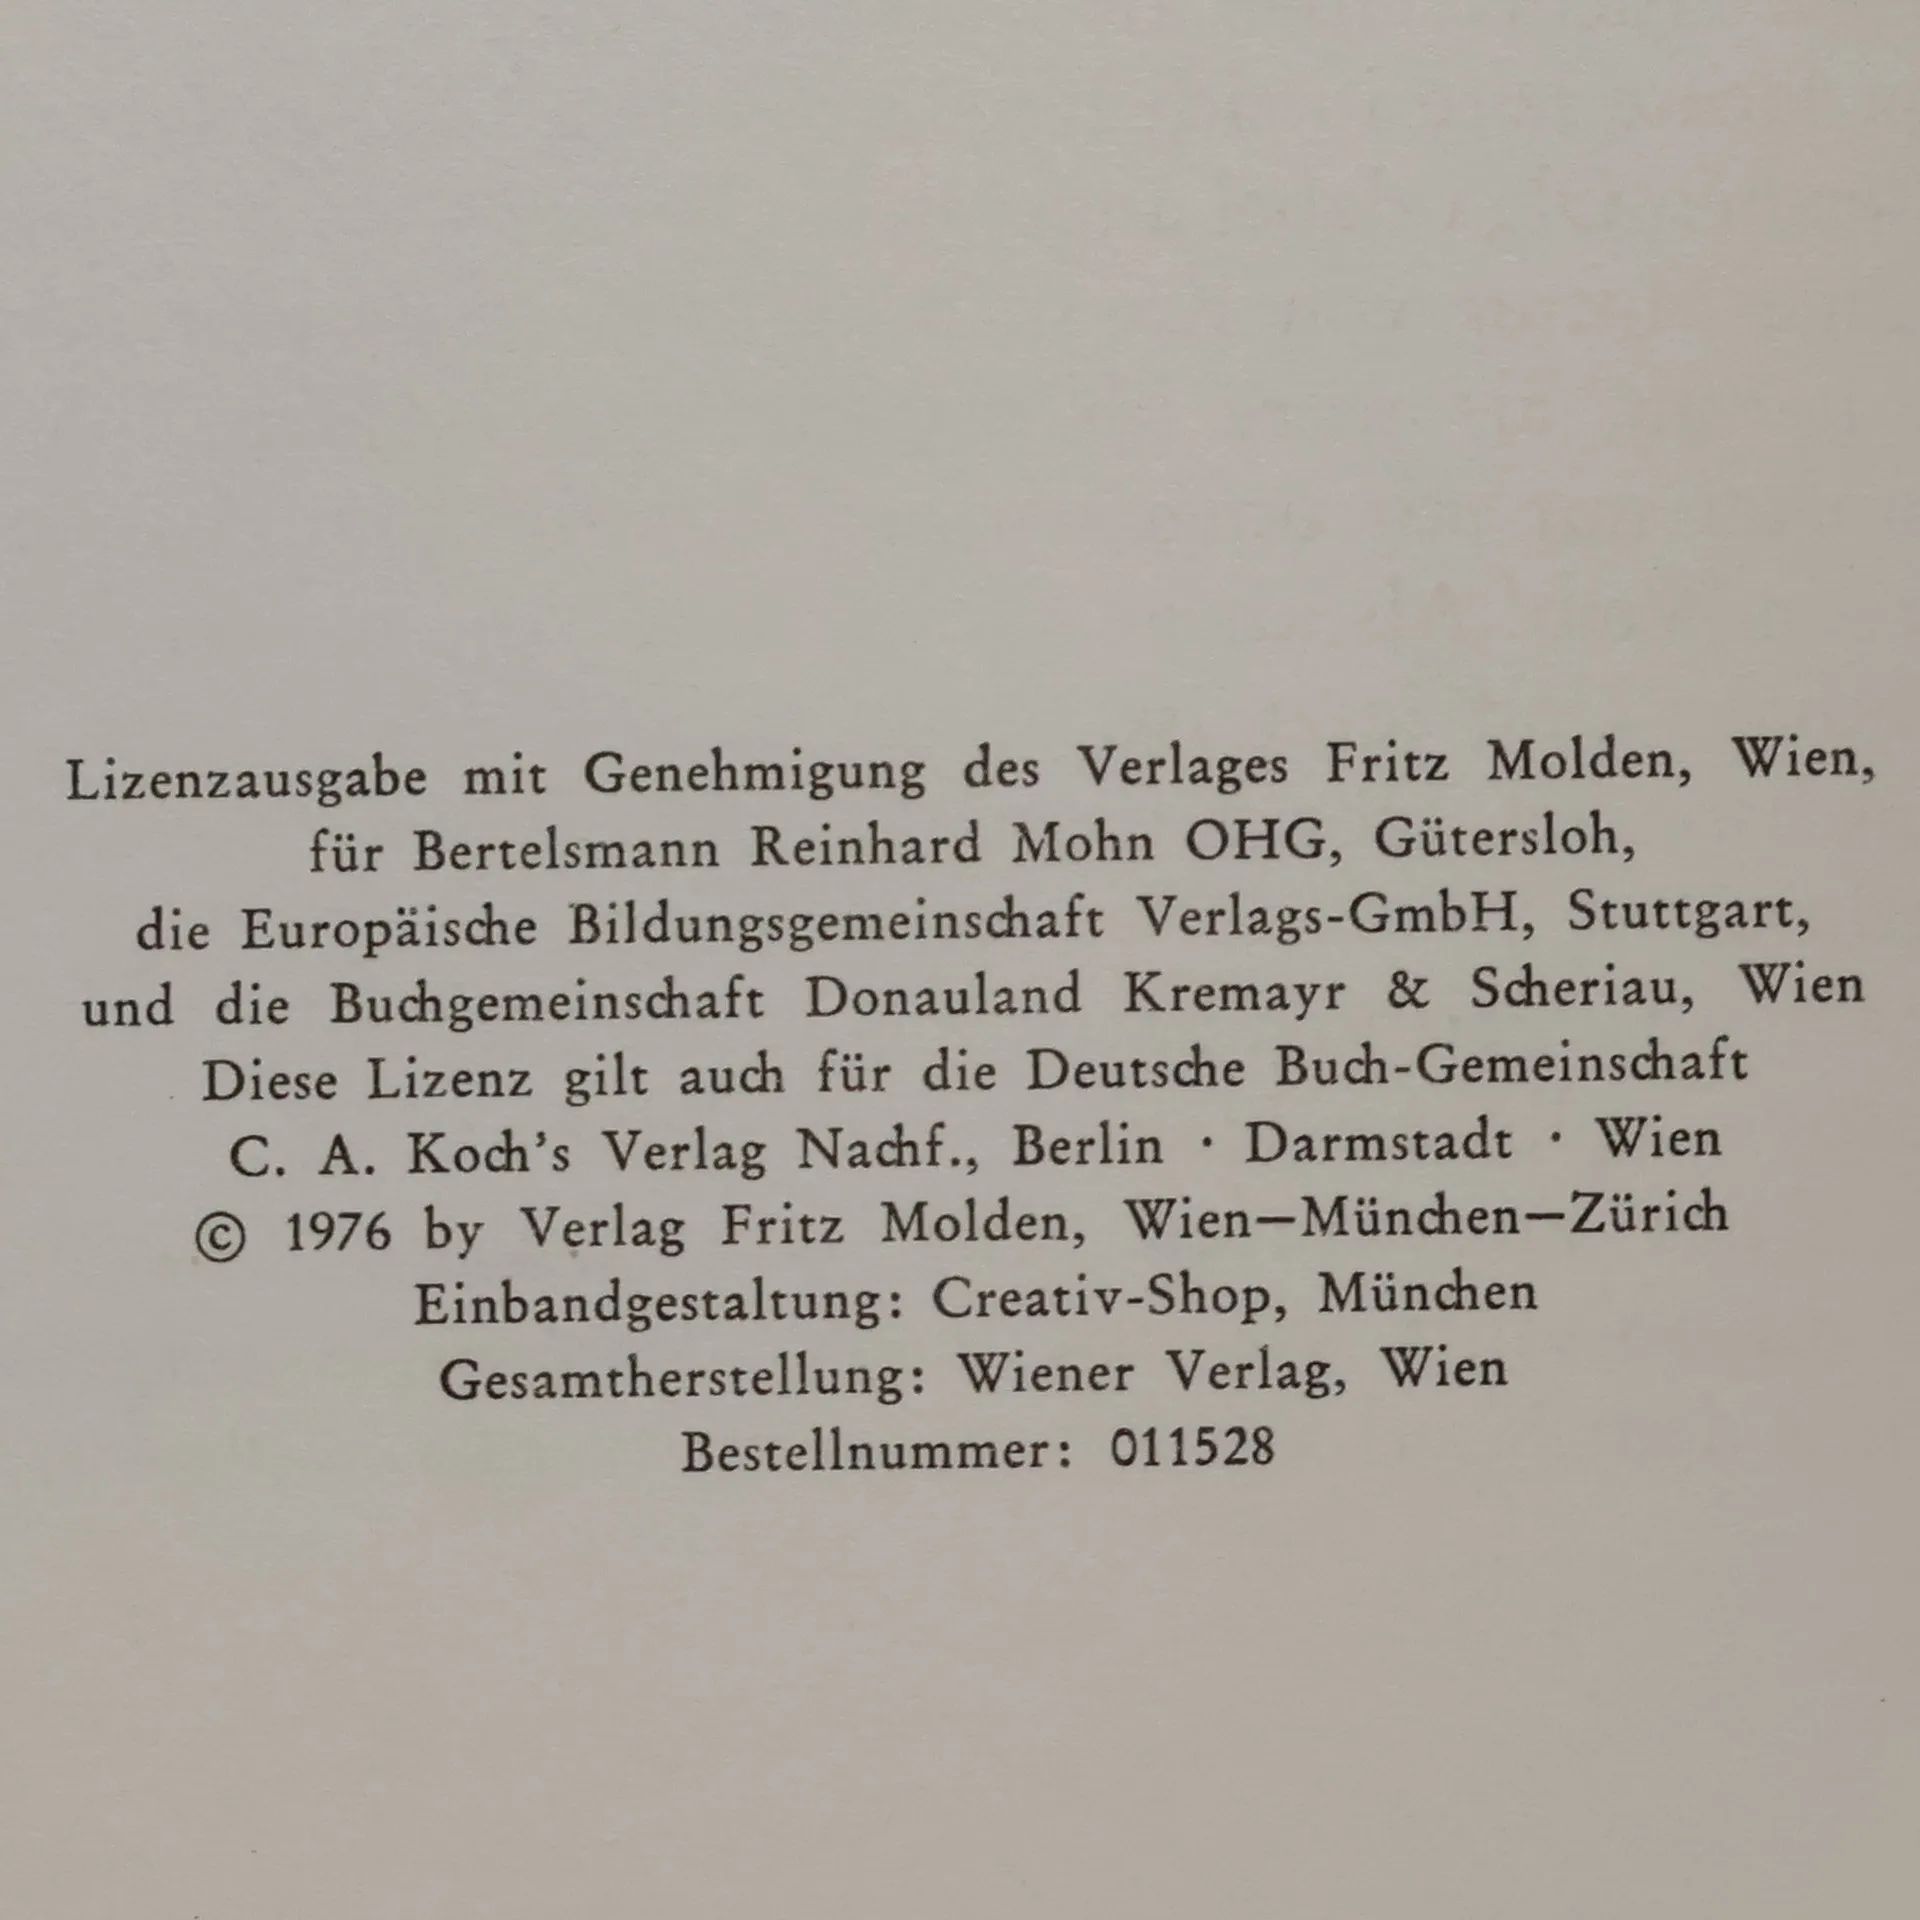 Lizenzausgabe mit Genehmigung des Verlages Fritz Molden, Wien,
für Bertelsmann Reinhard Mohn OHG, Gütersloh,
die Europäische Bildungsgemeinschaft Verlags-GmbH, Stuttgart,
und die Buchgemeinschaft Donauland Kremayr & Scheriau, Wien
Diese Lizenz gilt auch für die Deutsche Buch-Gemeinschaft
C. A. Koch’s Verlag Nachf., Berlin · Darmstadt · Wien
© 1976 by Verlag Fritz Molden, Wien—München—Zürich
Einbandgestaltung: Creativ-Shop, München
Gesamtherstellung: Wiener Verlag, Wien
Bestellnummer: 011528